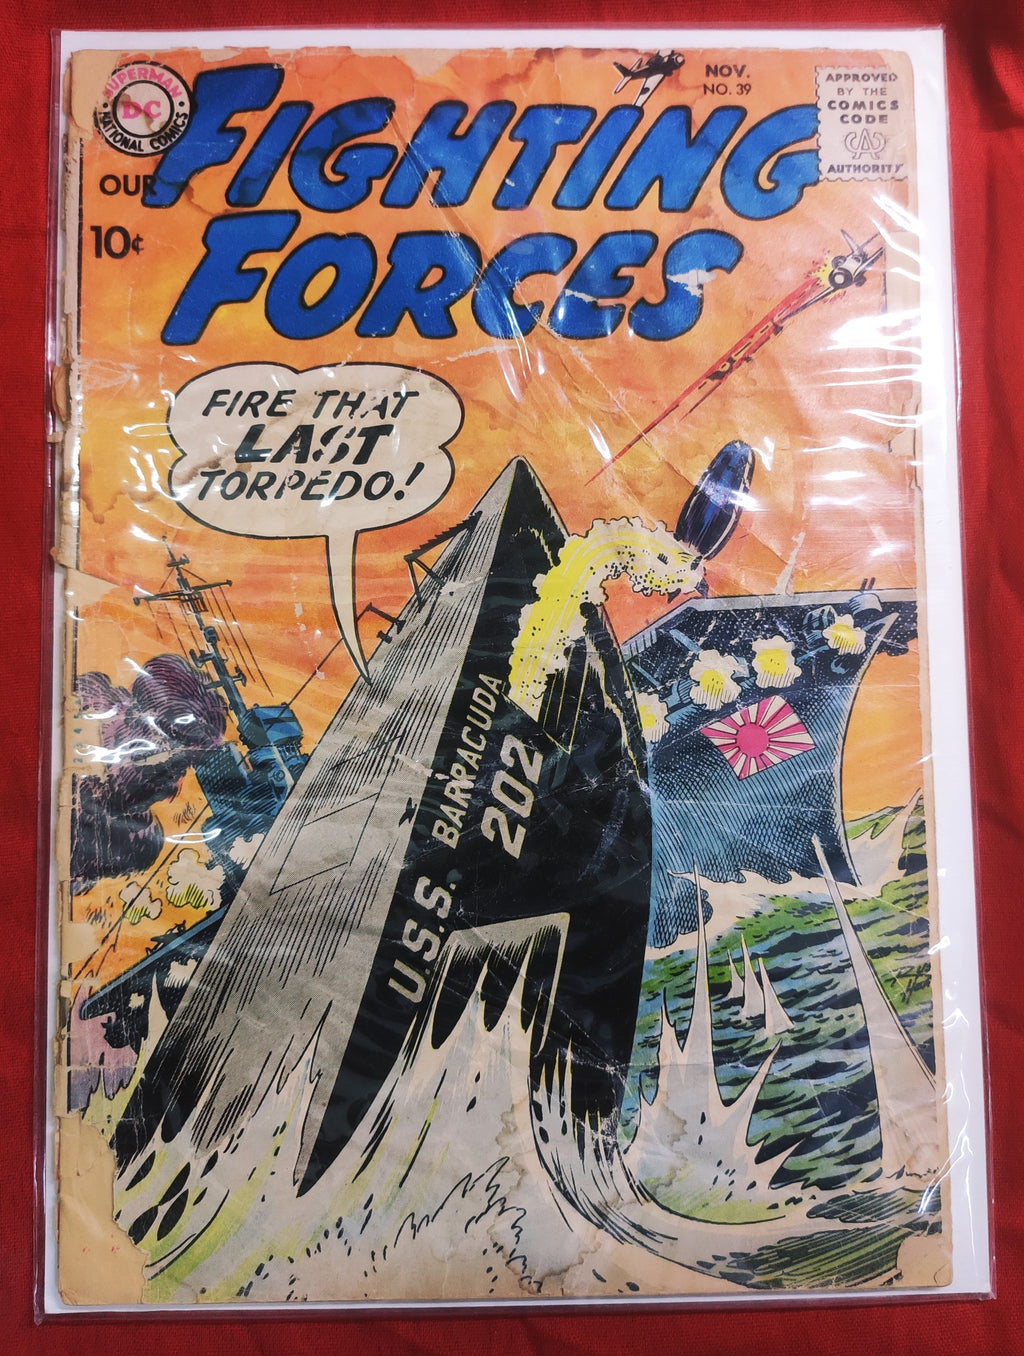 SUPERMAN
DC
NATIONAL COMICS
NOV.
NO. 39
APPROVED
BY THE
COMICS
CODE
CA
AUTHORITY
OUR
FIGHTING
FORCES
10¢
FIRE THAT
LAST
TORPEDO!
U.S.S. BARRACUDA
202